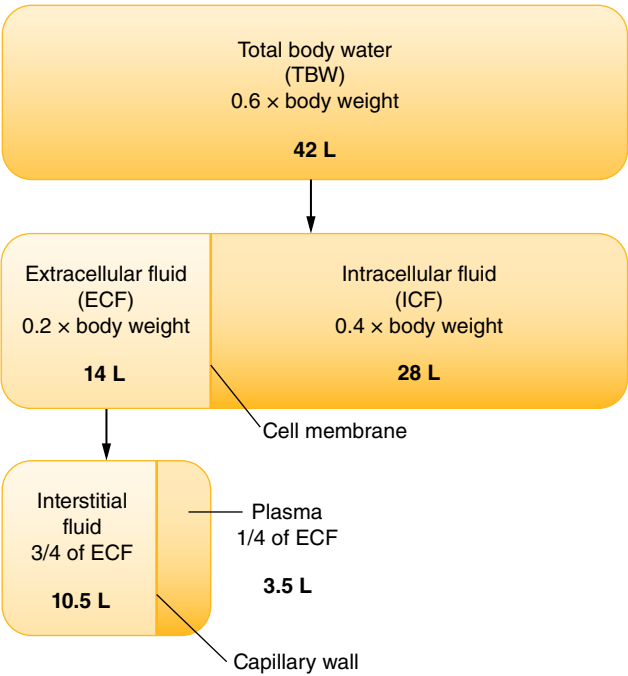 Total body water
(TBW)
0.6 × body weight
42 L
Extracellular fluid
(ECF)
0.2 × body weight
14 L
Intracellular fluid
(ICF)
0.4 × body weight
28 L
Cell membrane
Interstitial
fluid
3/4 of ECF
10.5 L
Plasma
1/4 of ECF
3.5 L
Capillary wall